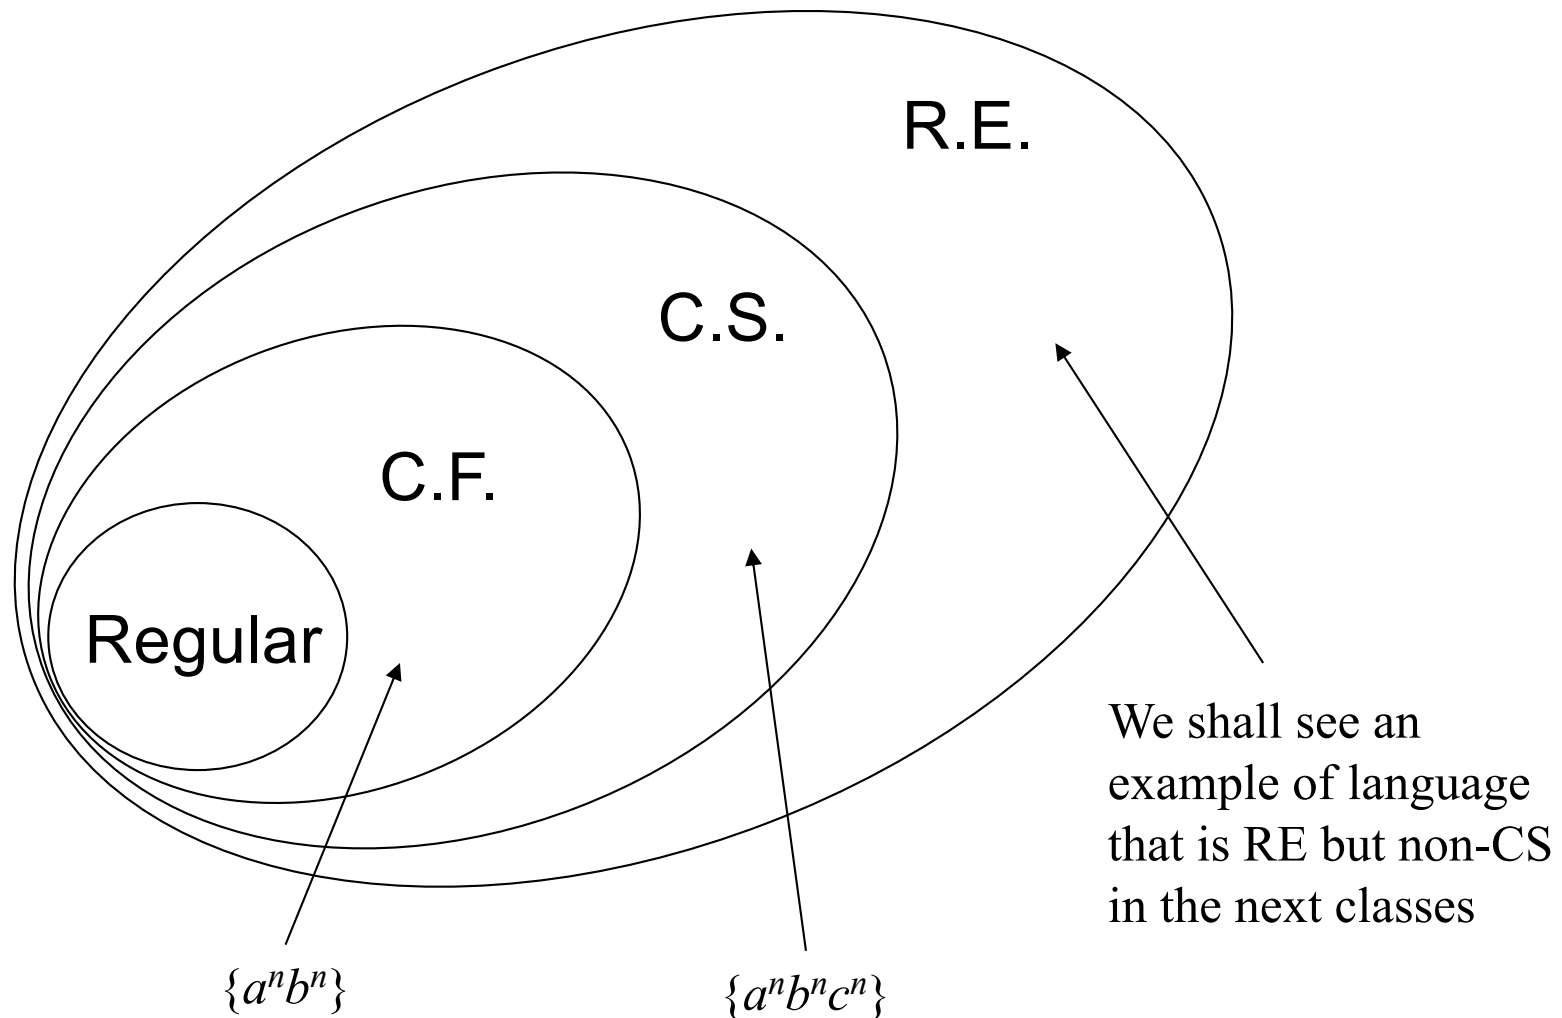 R.E.
C.S.
C.F.
Regular
We shall see an
example of language
that is RE but non-CS
in the next classes
{aⁿbⁿ}
{aⁿbⁿcⁿ}